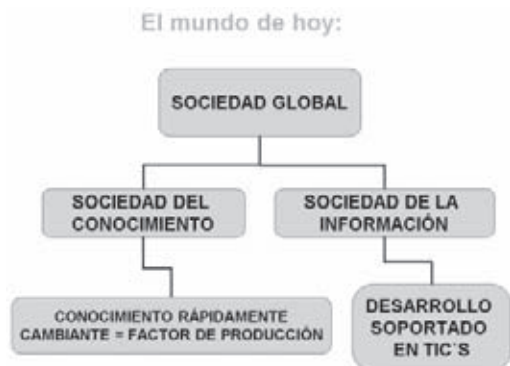 El mundo de hoy:
SOCIEDAD GLOBAL
SOCIEDAD DEL
CONOCIMIENTO
SOCIEDAD DE LA
INFORMACIÓN
CONOCIMIENTO RÁPIDAMENTE
CAMBIANTE = FACTOR DE PRODUCCIÓN
DESARROLLO
SOPORTADO
EN TIC´S